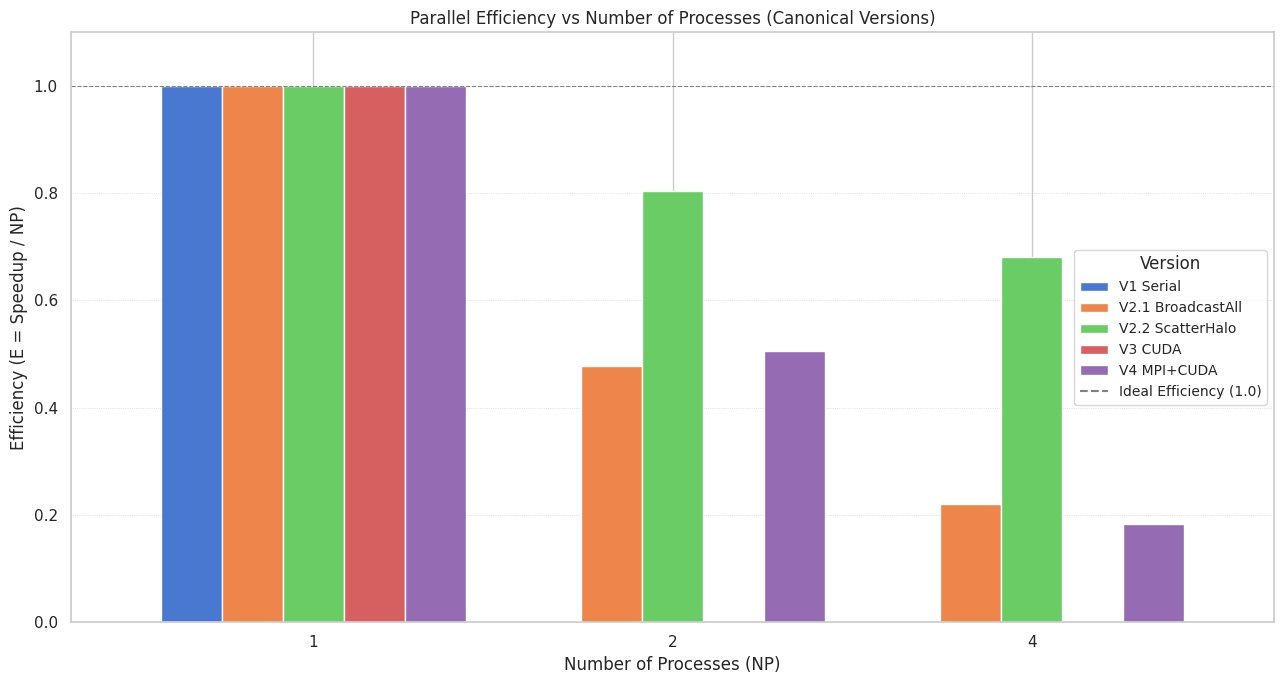 Parallel Efficiency vs Number of Processes (Canonical Versions)
Efficiency (E = Speedup / NP)
1.0
0.8
0.6
0.4
0.2
0.0
1
2
4
Number of Processes (NP)
Version
V1 Serial
V2.1 BroadcastAll
V2.2 ScatterHalo
V3 CUDA
V4 MPI+CUDA
Ideal Efficiency (1.0)